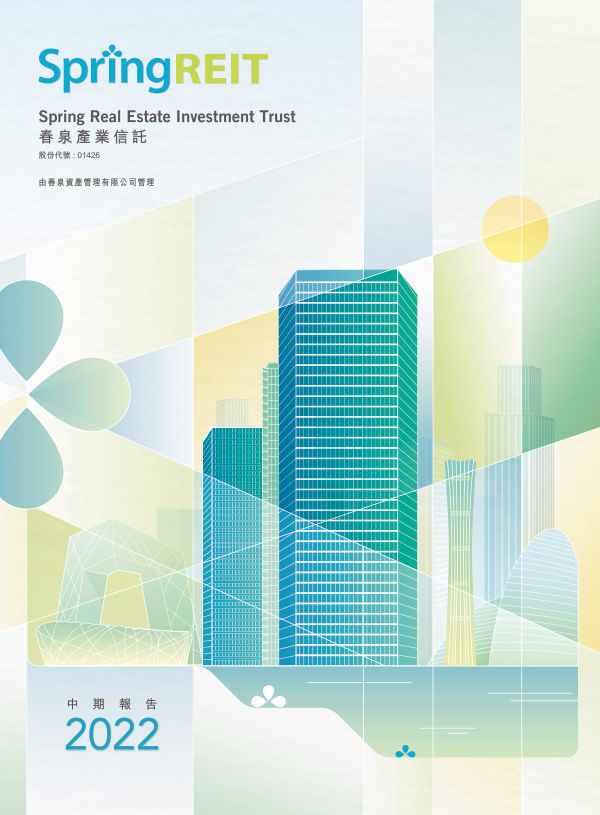 SpringREIT
Spring Real Estate Investment Trust
春泉產業信託
股份代號 : 01426
由春泉資產管理有限公司管理
中期報告
2022